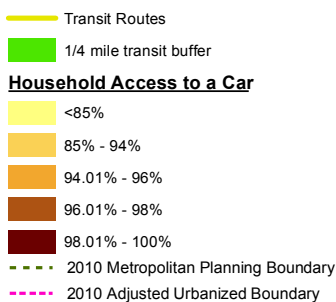 Transit Routes
1/4 mile transit buffer
Household Access to a Car
<85%
85% - 94%
94.01% - 96%
96.01% - 98%
98.01% - 100%
2010 Metropolitan Planning Boundary
2010 Adjusted Urbanized Boundary